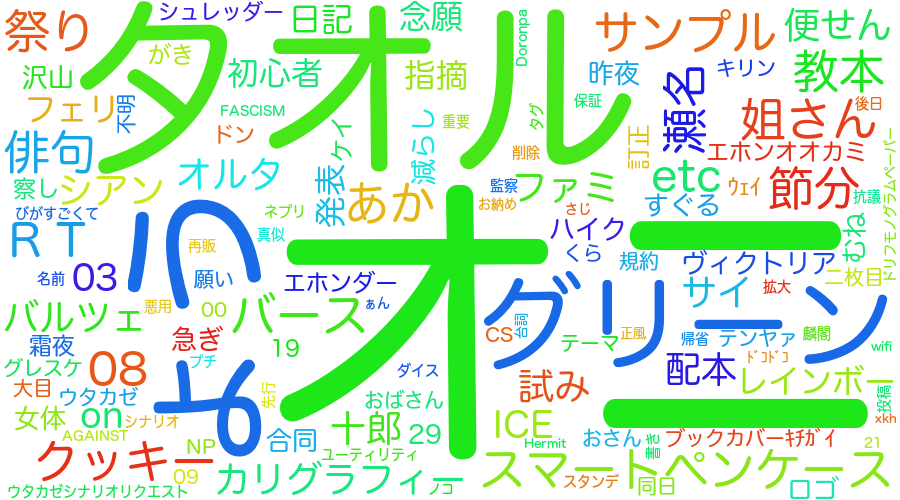 祭り
シュレッダー
日記
念願
Doronpa
サンプル
便せん
がき
沢山
タオル
初心者
指摘
昨夜
キリン
教本
フェリ
不明
FASCISM
ケイ
重要
タグ
保証
瀬名
姐さん
後日
ドン
減らし
削除
訂正
エホンオオカミ
ドリフモノグラムペーパー
俳句
オルタ
察し
シアン
発表
あか
監察
ファミ
ウェイ
etc
節分
抗議
びがすごくて
ネプリ
お納め
さじ
すぐる
RT
再販
真似
ハイク
むね
くら
オ二一
名前
03
願い
エホンダー
規約
ヴィクトリア
二枚目
悪用
00
ぁん
グリーン
サイ
拡大
バルツェ
バース
台詞
正風
CS
帰省
テンヤァ
麟閣
霜夜
急ぎ
19
テーマ
wifi
グレスケ
08
プチ
ダイス
ﾄﾞｺﾄﾞｺ
配本
大目
ウタカゼ
先行
試み
レインボー
女体
on
シナリオ
おばさん
投稿
十郎
29
ICE
xkh
AGAINST
NP
合同
Hermit
おさん
書き
ブックカバーｷﾁｶﾞｲ
21
クッキー
ユーティリティ
09
カリグラフィー
ノコ
スマートペンケース
スタンデ
同日
ロゴ
ウタカゼシナリオリクエスト